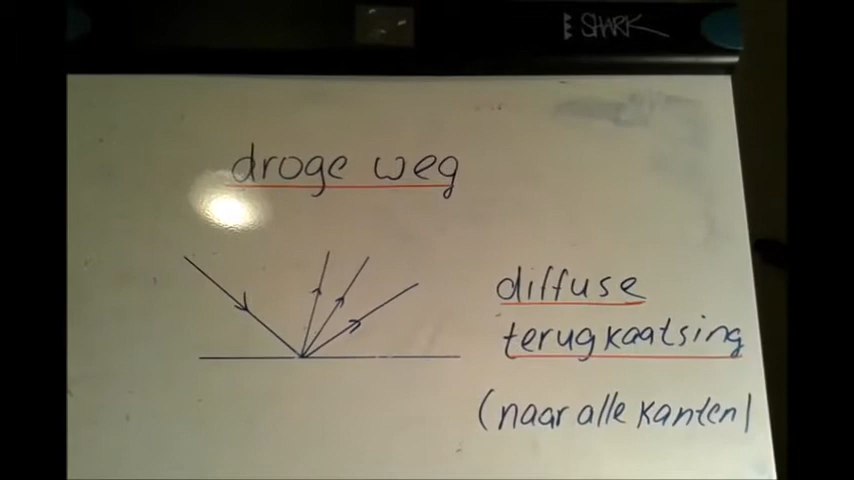 SHARK
droge weg
diffuse
terugkaatsing
(naar alle kanten)